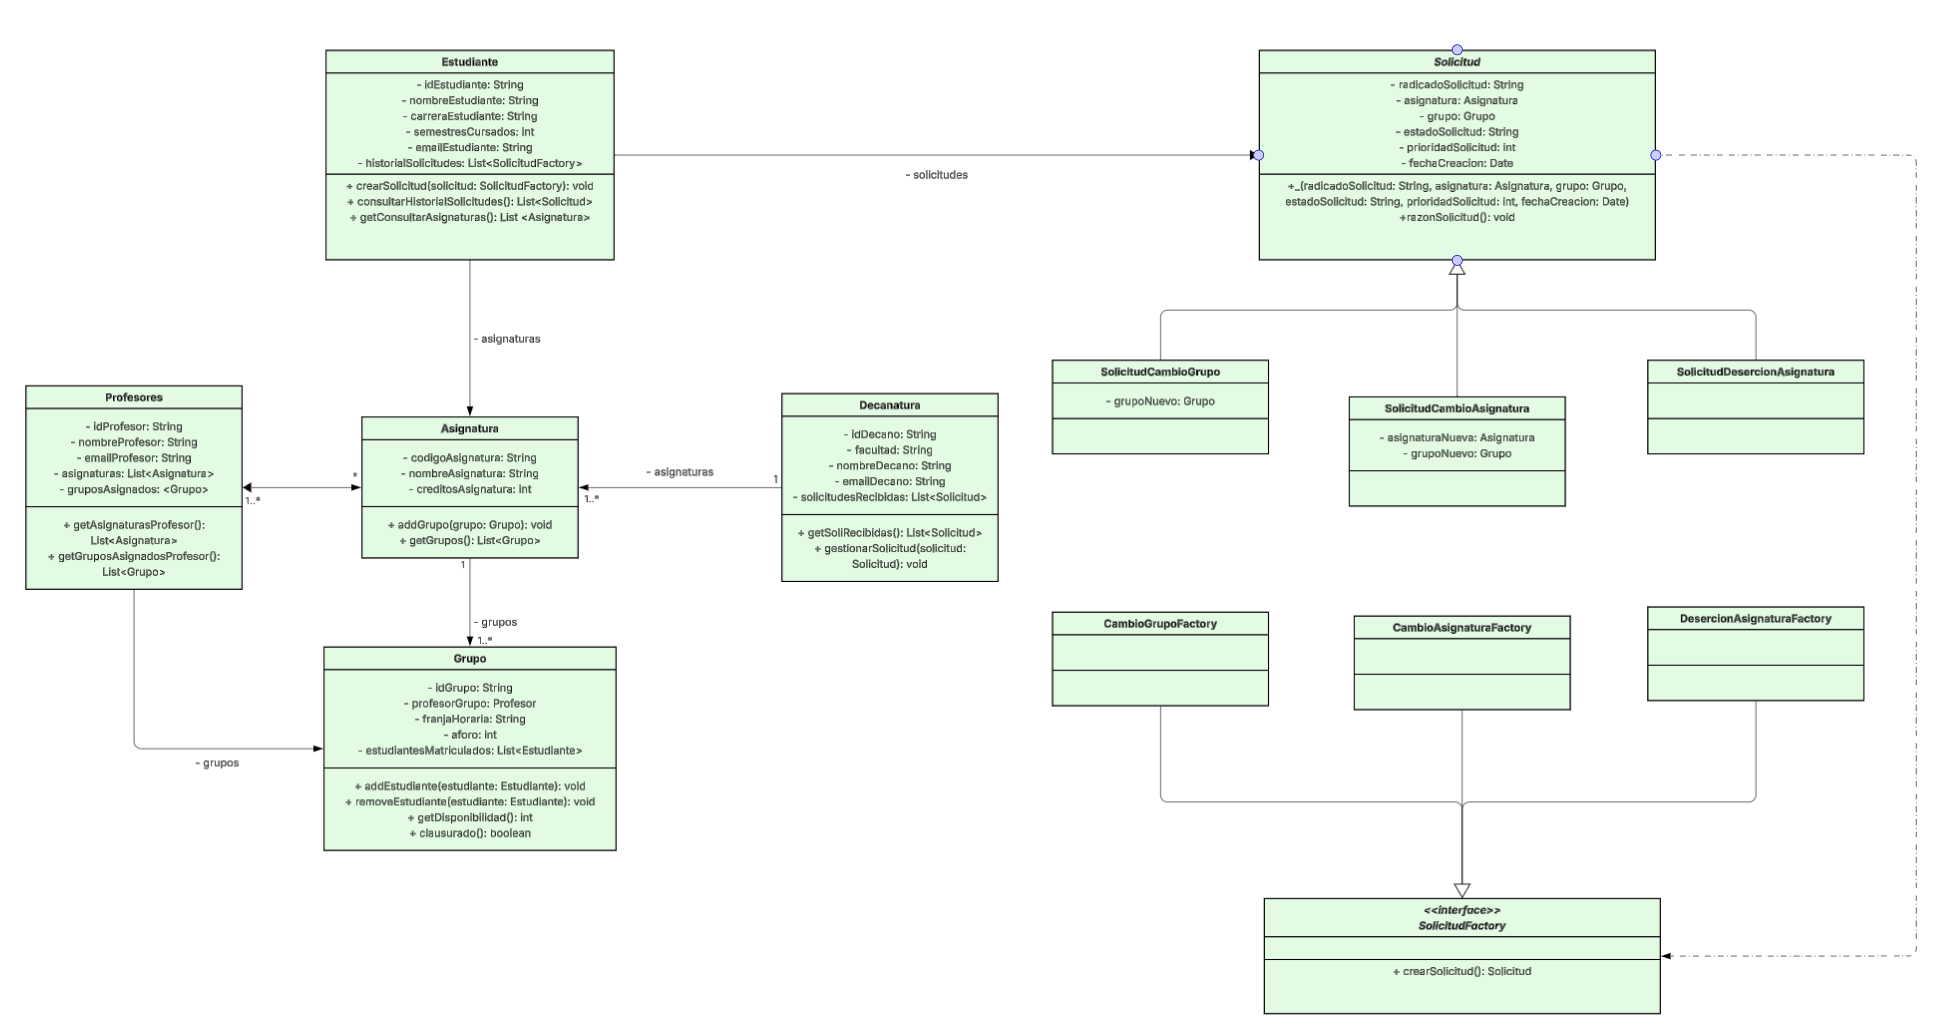 Estudiante
- idEstudiante: String
- nombreEstudiante: String
- carreraEstudiante: String
- semestresCursados: int
- emailEstudiante: String
- historialSolicitudes: List<SolicitudFactory>
+ crearSolicitud(solicitud: SolicitudFactory): void
+ consultarHistorialSolicitudes(): List<Solicitud>
+ getConsultarAsignaturas(): List <Asignatura>
- solicitudes
Solicitud
- radicadoSolicitud: String
- asignatura: Asignatura
- grupo: Grupo
- estadoSolicitud: String
- prioridadSolicitud: int
- fechaCreacion: Date
+_(radicadoSolicitud: String, asignatura: Asignatura, grupo: Grupo,
estadoSolicitud: String, prioridadSolicitud: int, fechaCreacion: Date)
+razonSolicitud(): void
- asignaturas
Profesores
- idProfesor: String
- nombreProfesor: String
- emailProfesor: String
- asignaturas: List<Asignatura>
- gruposAsignados: <Grupo>
+ getAsignaturasProfesor():
List<Asignatura>
+ getGruposAsignadosProfesor():
List<Grupo>
1..*
*
Asignatura
- codigoAsignatura: String
- nombreAsignatura: String
- creditosAsignatura: int
+ addGrupo(grupo: Grupo): void
+ getGrupos(): List<Grupo>
- asignaturas
1..*
1
Decanatura
- idDecano: String
- facultad: String
- nombreDecano: String
- emailDecano: String
- solicitudesRecibidas: List<Solicitud>
+ getSoliRecibidas(): List<Solicitud>
+ gestionarSolicitud(solicitud:
Solicitud): void
SolicitudCambioGrupo
- grupoNuevo: Grupo
SolicitudCambioAsignatura
- asignaturaNueva: Asignatura
- grupoNuevo: Grupo
SolicitudDesercionAsignatura
1
- grupos
1..*
Grupo
- idGrupo: String
- profesorGrupo: Profesor
- franjaHoraria: String
- aforo: int
- estudiantesMatriculados: List<Estudiante>
+ addEstudiante(estudiante: Estudiante): void
+ removeEstudiante(estudiante: Estudiante): void
+ getDisponibilidad(): int
+ clausurado(): boolean
- grupos
CambioGrupoFactory
CambioAsignaturaFactory
DesercionAsignaturaFactory
<<interface>>
SolicitudFactory
+ crearSolicitud(): Solicitud